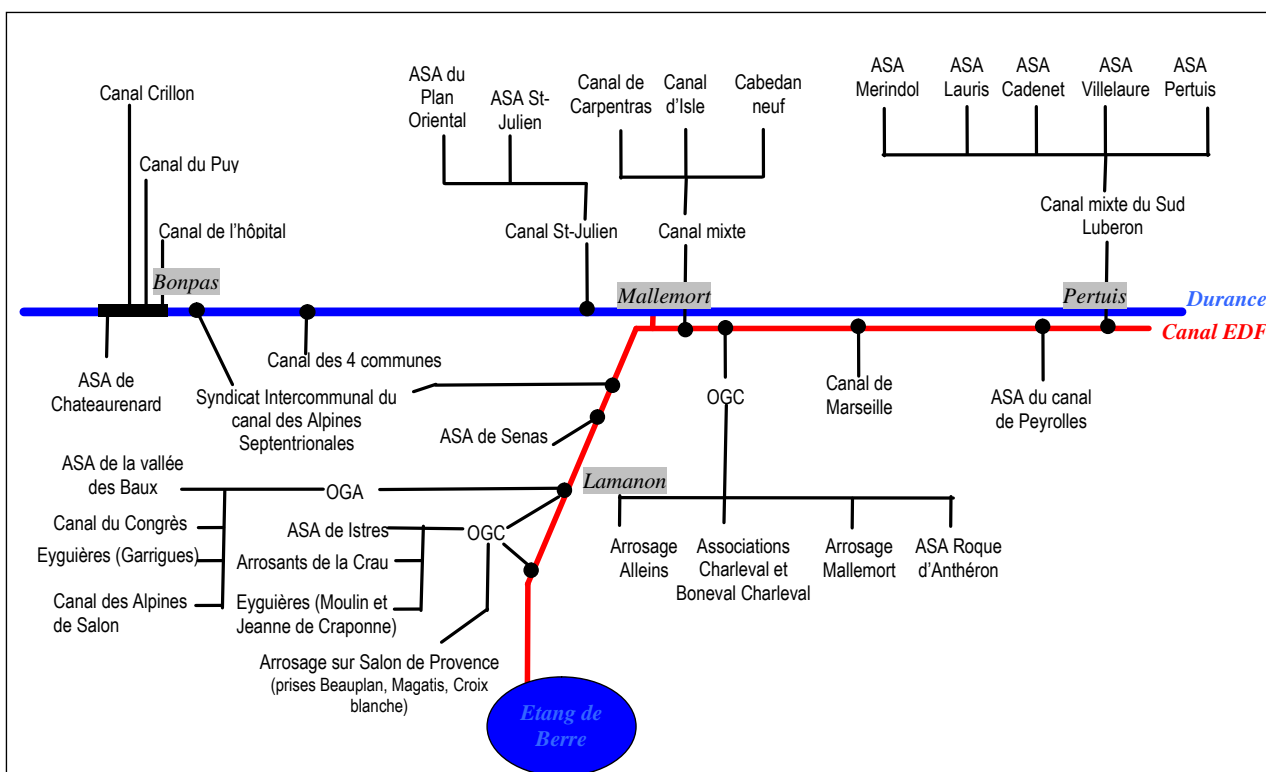 Canal Crillon
Canal du Puy
Canal de l'hôpital
Bonpas
ASA du
Plan
Oriental
ASA St-
Julien
Canal St-Julien
Canal de
Carpentras
Canal
d'Isle
Cabedan
neuf
Canal mixte
Mallemort
ASA
Merindol
ASA
Lauris
ASA
Cadenet
ASA
Villelaure
ASA
Pertuis
Canal mixte du Sud
Luberon
Pertuis
Durance
Canal EDF
ASA de
Chateaurenard
Canal des 4 communes
Syndicat Intercommunal du
canal des Alpines
Septentrionales
ASA de Senas
OGC
Canal de
Marseille
ASA du canal
de Peyrolles
Lamanon
ASA de la vallée
des Baux
OGA
Canal du Congrès
Eyguières (Garrigues)
Canal des Alpines
de Salon
ASA de Istres
OGC
Arrosants de la Crau
Eyguières (Moulin et
Jeanne de Craponne)
Arrosage sur Salon de Provence
(prises Beauplan, Magatis, Croix
blanche)
Arrosage
Alleins
Associations
Charleval et
Boneval Charleval
Arrosage
Mallemort
ASA Roque
d'Anthéron
Etang de
Berre